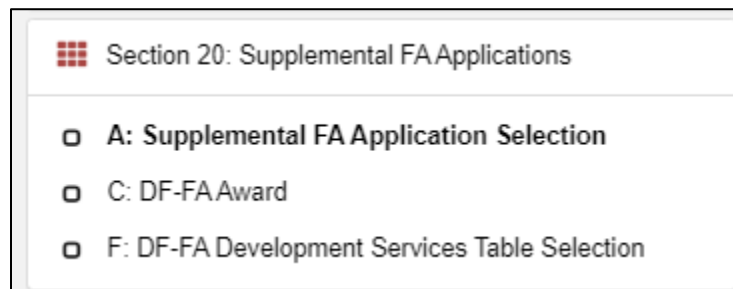 Section 20: Supplemental FA Applications
A: Supplemental FA Application Selection
C: DF-FA Award
F: DF-FA Development Services Table Selection